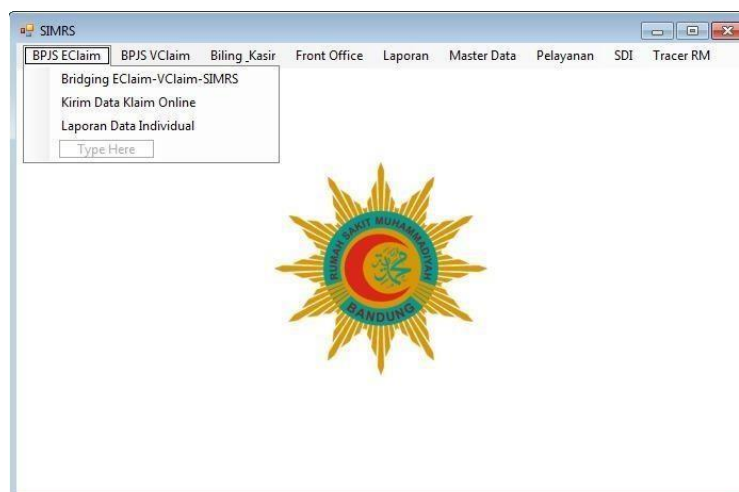 SIMRS
BPJS EClaim BPJS VClaim Biling_Kasir Front Office Laporan Master Data Pelayanan SDI Tracer RM
Bridging EClaim-VClaim-SIMRS
Kirim Data Klaim Online
Laporan Data Individual
Type Here
RUMAH SAKIT MUHAMMADIYAH
محمدية
BANDUNG